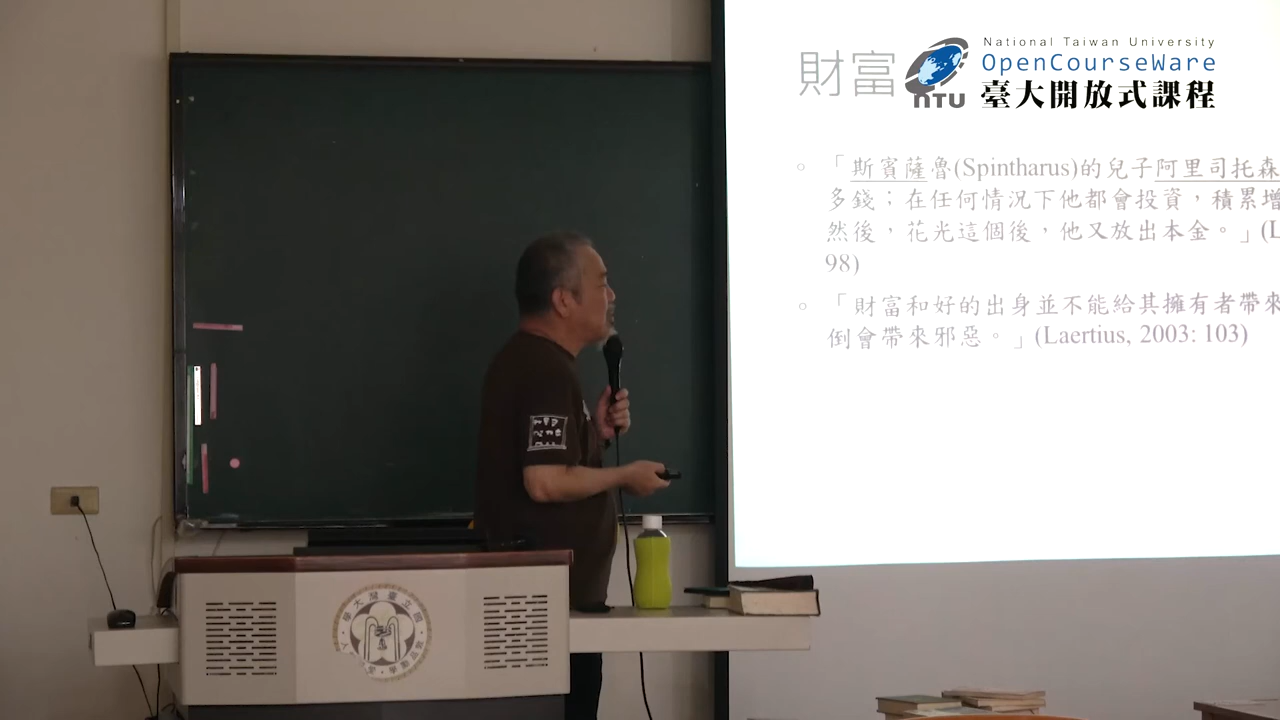 財富
National Taiwan University
OpenCourseWare
NTU
臺大開放式課程
。「斯賓薩魯(Spintharus)的兒子阿里司托森
多錢；在任何情況下他都會投資，積累增
然後，花光這個後，他又放出本金。」(L
98)
。「財富和好的出身並不能給其擁有者帶來
倒會帶來邪惡。」(Laertius, 2003: 103)